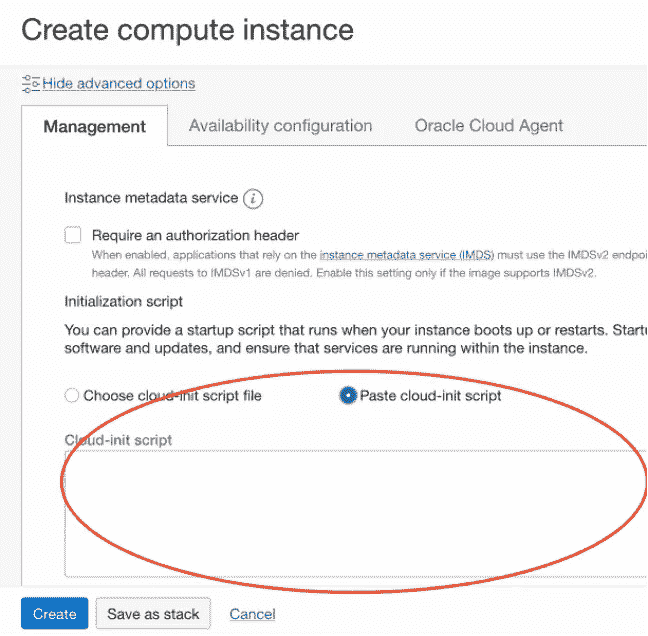 Create compute instance
Hide advanced options
Management
Availability configuration
Oracle Cloud Agent
Instance metadata service i
Require an authorization header
When enabled, applications that rely on the instance metadata service (IMDS) must use the IMDSv2 endpoi
header. All requests to IMDSv1 are denied. Enable this setting only if the image supports IMDSv2.
Initialization script
You can provide a startup script that runs when your instance boots up or restarts. Startu
software and updates, and ensure that services are running within the instance.
Choose cloud-init script file
Paste cloud-init script
Cloud-init script
Create
Save as stack
Cancel